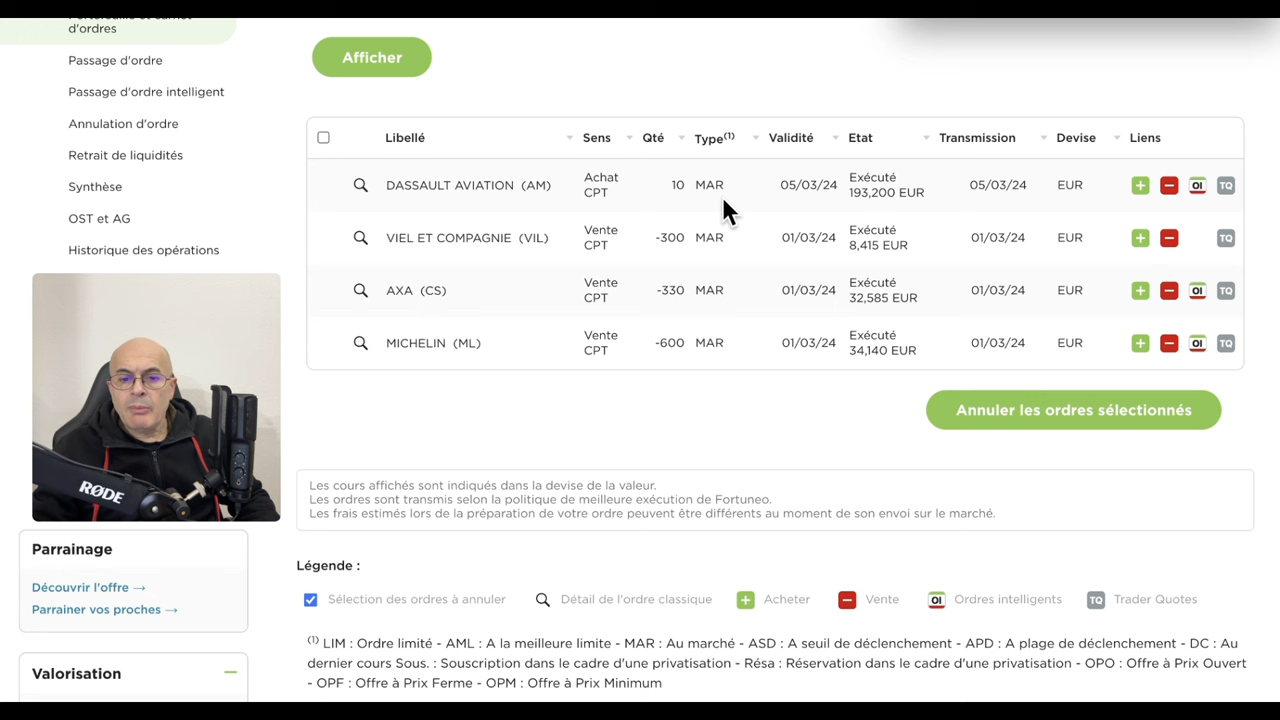 Portefeuille et carnet
d'ordres
Passage d'ordre
Passage d'ordre intelligent
Annulation d'ordre
Retrait de liquidités
Synthèse
OST et AG
Historique des opérations
Afficher
Libellé Sens Qté Type(1) Validité Etat Transmission Devise Liens
DASSAULT AVIATION (AM) Achat CPT 10 MAR 05/03/24 Exécuté 193,200 EUR 05/03/24 EUR + - OI TQ
VIEL ET COMPAGNIE (VIL) Vente CPT -300 MAR 01/03/24 Exécuté 8,415 EUR 01/03/24 EUR + - TQ
AXA (CS) Vente CPT -330 MAR 01/03/24 Exécuté 32,585 EUR 01/03/24 EUR + - OI TQ
MICHELIN (ML) Vente CPT -600 MAR 01/03/24 Exécuté 34,140 EUR 01/03/24 EUR + - OI TQ
Annuler les ordres sélectionnés
RØDE
Les cours affichés sont indiqués dans la devise de la valeur.
Les ordres sont transmis selon la politique de meilleure exécution de Fortuneo.
Les frais estimés lors de la préparation de votre ordre peuvent être différents au moment de son envoi sur le marché.
Parrainage
Découvrir l'offre →
Parrainer vos proches →
Valorisation
Légende :
Sélection des ordres à annuler Détail de l'ordre classique + Acheter - Vente OI Ordres intelligents TQ Trader Quotes
(1) LIM : Ordre limité - AML : A la meilleure limite - MAR : Au marché - ASD : A seuil de déclenchement - APD : A plage de déclenchement - DC : Au
dernier cours Sous. : Souscription dans le cadre d'une privatisation - Résa : Réservation dans le cadre d'une privatisation - OPO : Offre à Prix Ouvert
- OPF : Offre à Prix Ferme - OPM : Offre à Prix Minimum